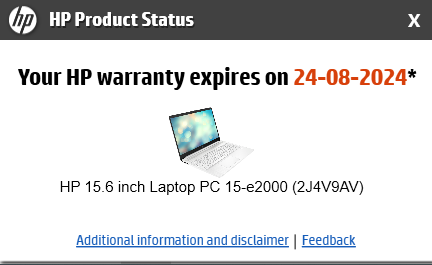 hp HP Product Status X
Your HP warranty expires on 24-08-2024*
HP 15.6 inch Laptop PC 15-e2000 (2J4V9AV)
Additional information and disclaimer | Feedback